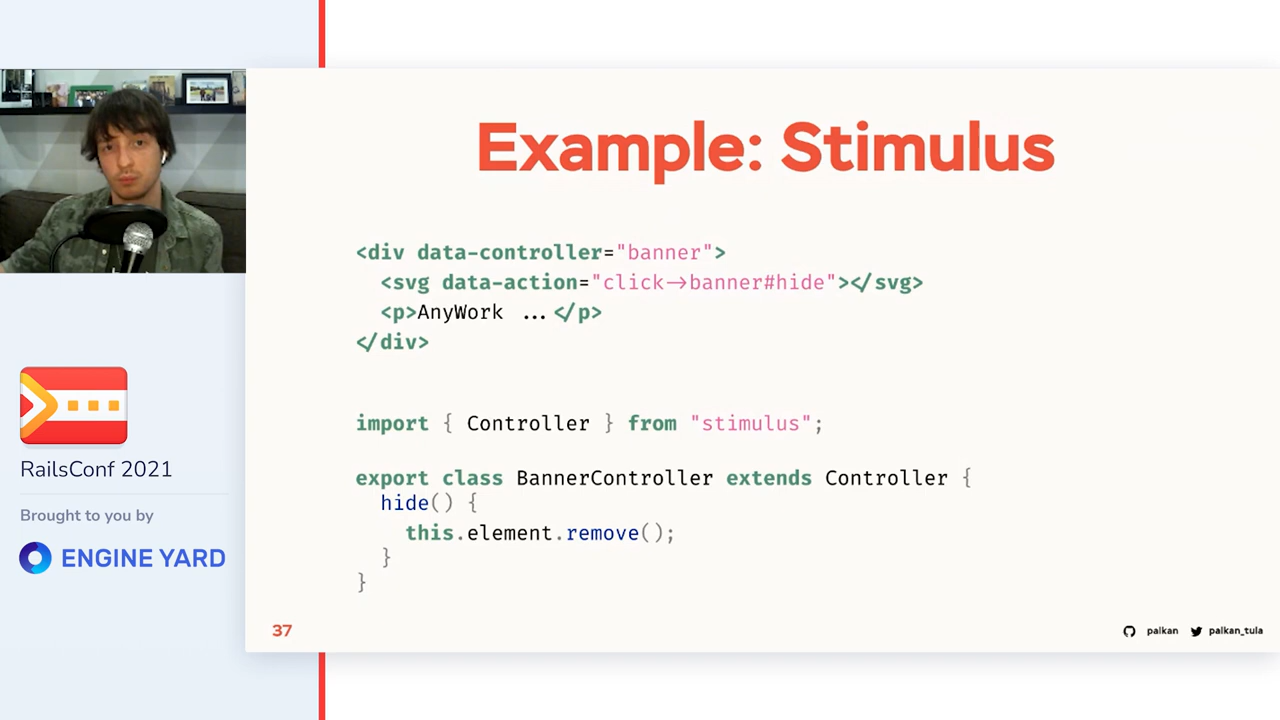 Example: Stimulus
<div data-controller="banner">
  <svg data-action="click->banner#hide"></svg>
  <p>AnyWork ...</p>
</div>
import { Controller } from "stimulus";
export class BannerController extends Controller {
  hide() {
    this.element.remove();
  }
}
37
palkan palkan_tula
RailsConf 2021
Brought to you by
ENGINE YARD